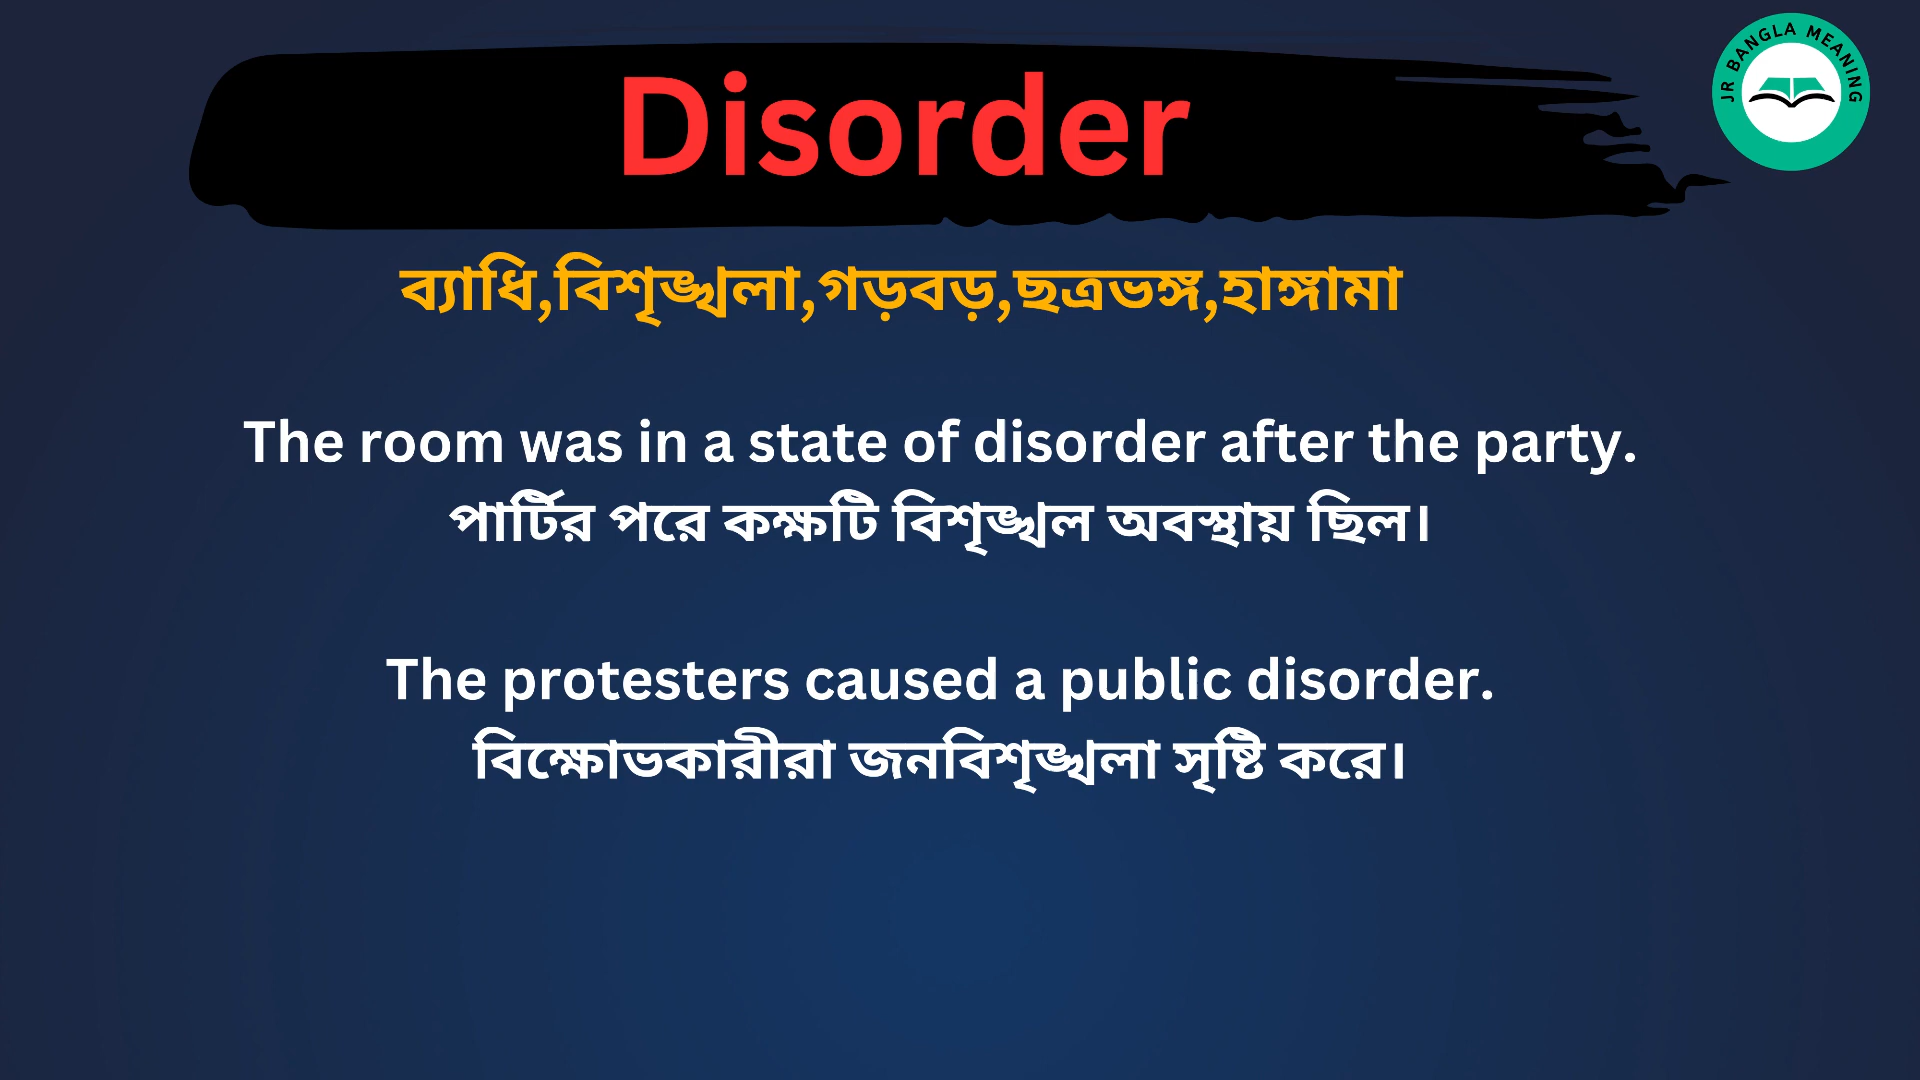 Disorder
JR BANGLA MEANING
ব্যাধি,বিশৃঙ্খলা,গড়বড়,ছত্রভঙ্গ,হাঙ্গামা
The room was in a state of disorder after the party.
পার্টির পরে কক্ষটি বিশৃঙ্খল অবস্থায় ছিল।
The protesters caused a public disorder.
বিক্ষোভকারীরা জনবিশৃঙ্খলা সৃষ্টি করে।